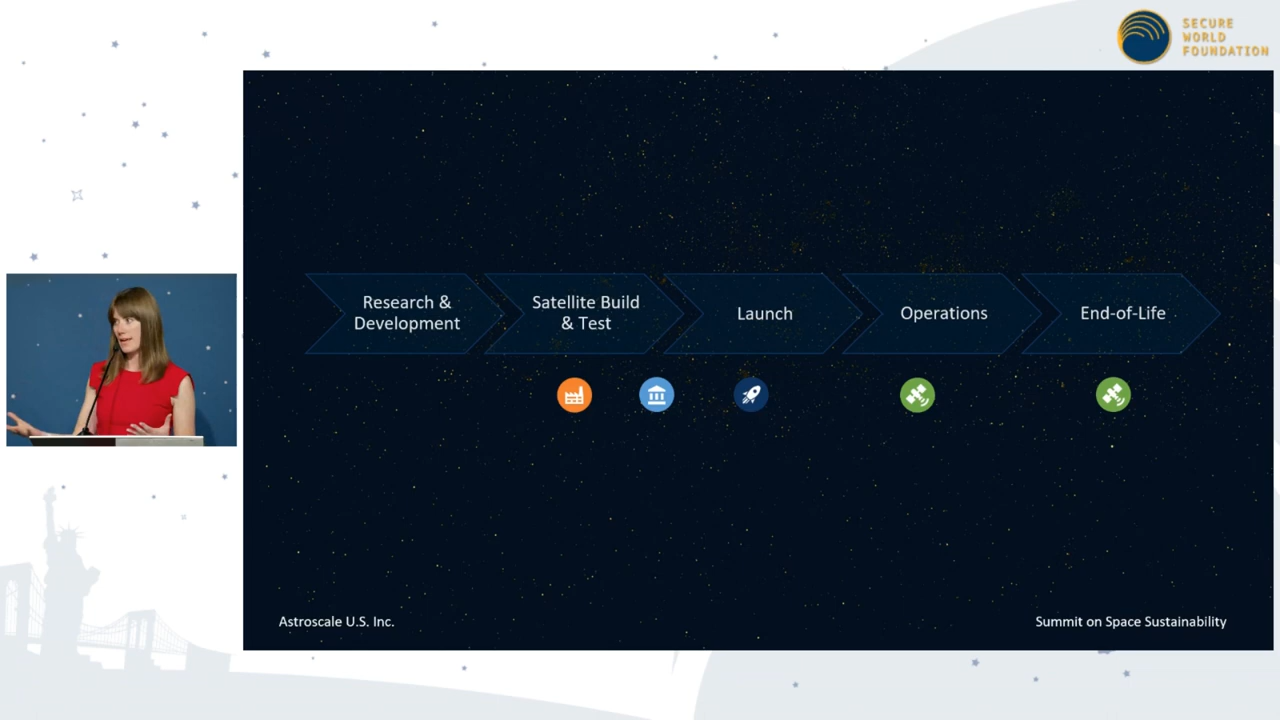 SECURE
WORLD
FOUNDATION
Research &
Development
Satellite Build
& Test
Launch
Operations
End-of-Life
Astroscale U.S. Inc.
Summit on Space Sustainability